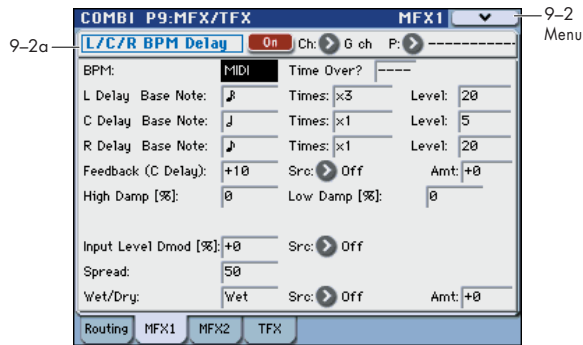 COMBI P9:MFX/TFX MFX1
9–2
Menu
9–2a
L/C/R BPM Delay On Ch: G ch P: ------------
BPM: MIDI Time Over? ----
L Delay Base Note: ♪ Times: x3 Level: 20
C Delay Base Note: ♩ Times: x1 Level: 5
R Delay Base Note: ♪ Times: x1 Level: 20
Feedback (C Delay): +10 Src: Off Amt: +0
High Damp [%]: 0 Low Damp [%]: 0
Input Level Dmod [%]: +0 Src: Off
Spread: 50
Wet/Dry: Wet Src: Off Amt: +0
Routing MFX1 MFX2 TFX